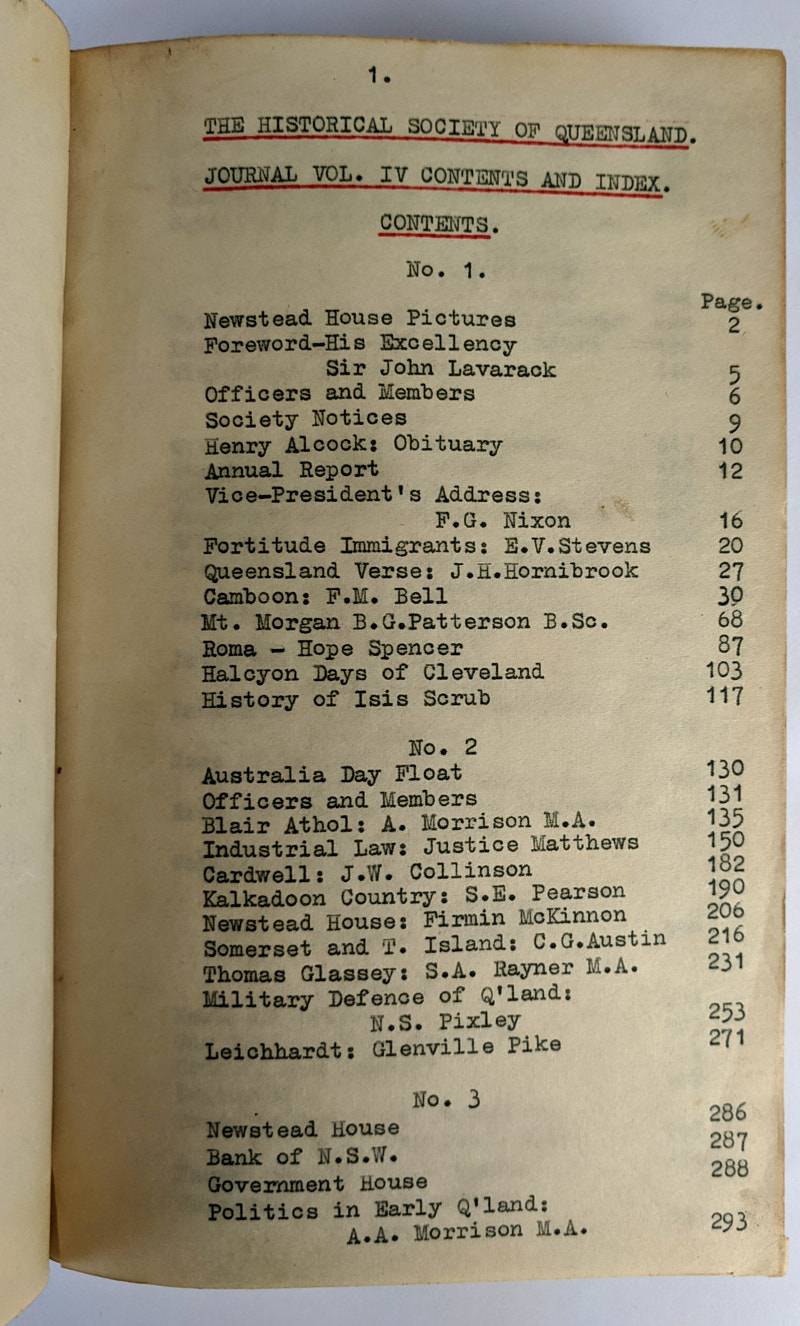 1.
THE HISTORICAL SOCIETY OF QUEENSLAND.
JOURNAL VOL. IV CONTENTS AND INDEX.
CONTENTS.
No. 1.
Page.
Newstead House Pictures 2
Foreword-His Excellency
Sir John Lavarack 5
Officers and Members 6
Society Notices 9
Henry Alcock: Obituary 10
Annual Report 12
Vice-President's Address:
F.G. Nixon 16
Fortitude Immigrants: E.V.Stevens 20
Queensland Verse: J.H.Hornibrook 27
Camboon: F.M. Bell 39
Mt. Morgan B.G.Patterson B.Sc. 68
Roma - Hope Spencer 87
Halcyon Days of Cleveland 103
History of Isis Scrub 117
No. 2
Australia Day Float 130
Officers and Members 131
Blair Athol: A. Morrison M.A. 135
Industrial Law: Justice Matthews 150
Cardwell: J.W. Collinson 182
Kalkadoon Country: S.E. Pearson 190
Newstead House: Firmin McKinnon 206
Somerset and T. Island: C.G.Austin 216
Thomas Glassey: S.A. Rayner M.A. 231
Military Defence of Q'land:
N.S. Pixley 253
Leichhardt: Glenville Pike 271
No. 3
Newstead House 286
Bank of N.S.W. 287
Government House 288
Politics in Early Q'land:
A.A. Morrison M.A. 293